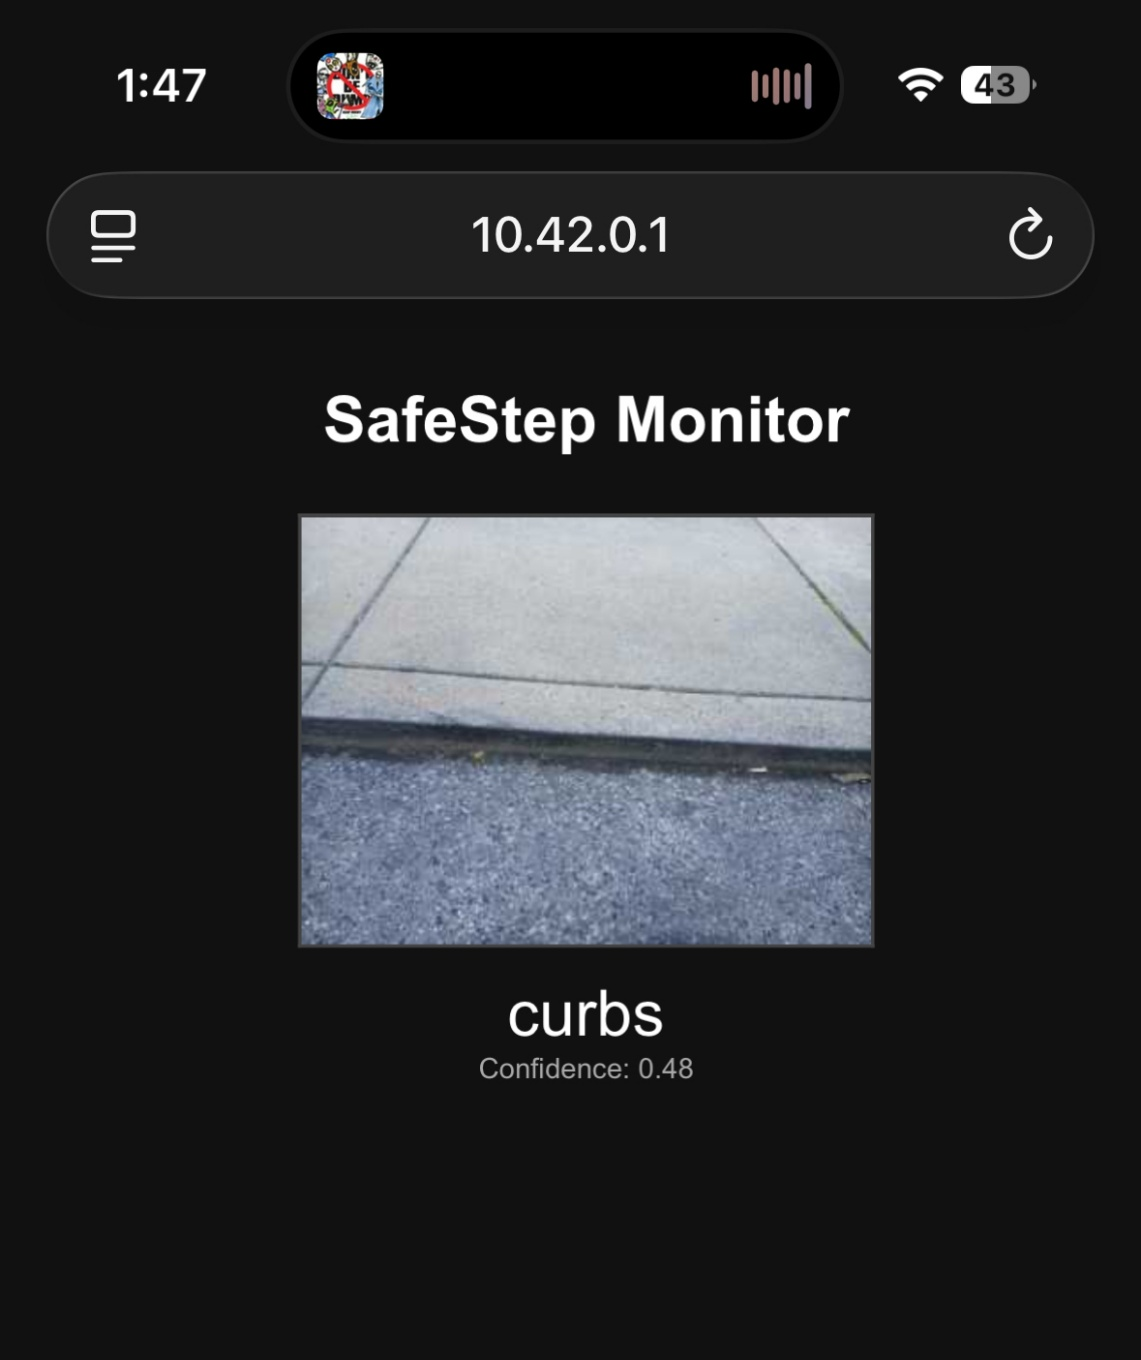 1:47
43
10.42.0.1
SafeStep Monitor
curbs
Confidence: 0.48